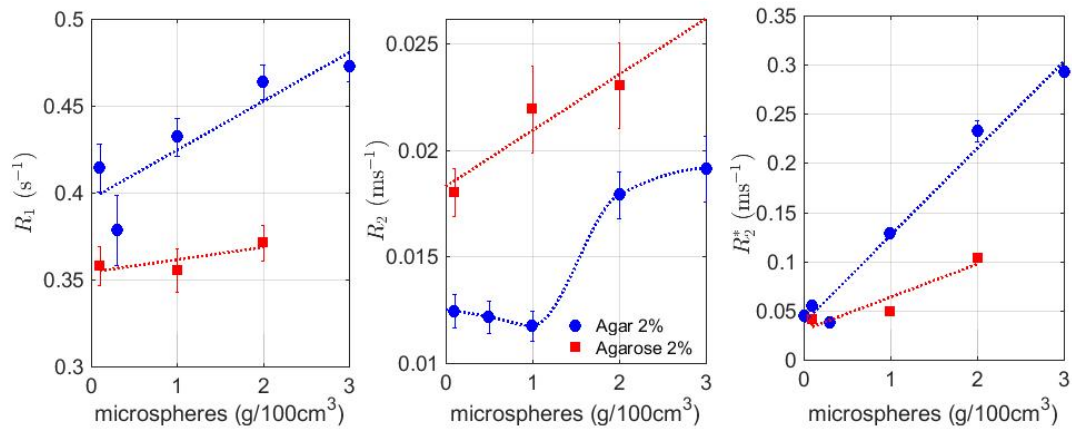 0.5
0.45
0.4
0.35
0.3
R₁ (s⁻¹)
0 1 2 3
microspheres (g/100cm³)
0.025
0.02
0.015
0.01
R₂ (ms⁻¹)
Agar 2%
Agarose 2%
0 1 2 3
microspheres (g/100cm³)
0.35
0.3
0.25
0.2
0.15
0.1
0.05
0
R₂* (ms⁻¹)
0 1 2 3
microspheres (g/100cm³)